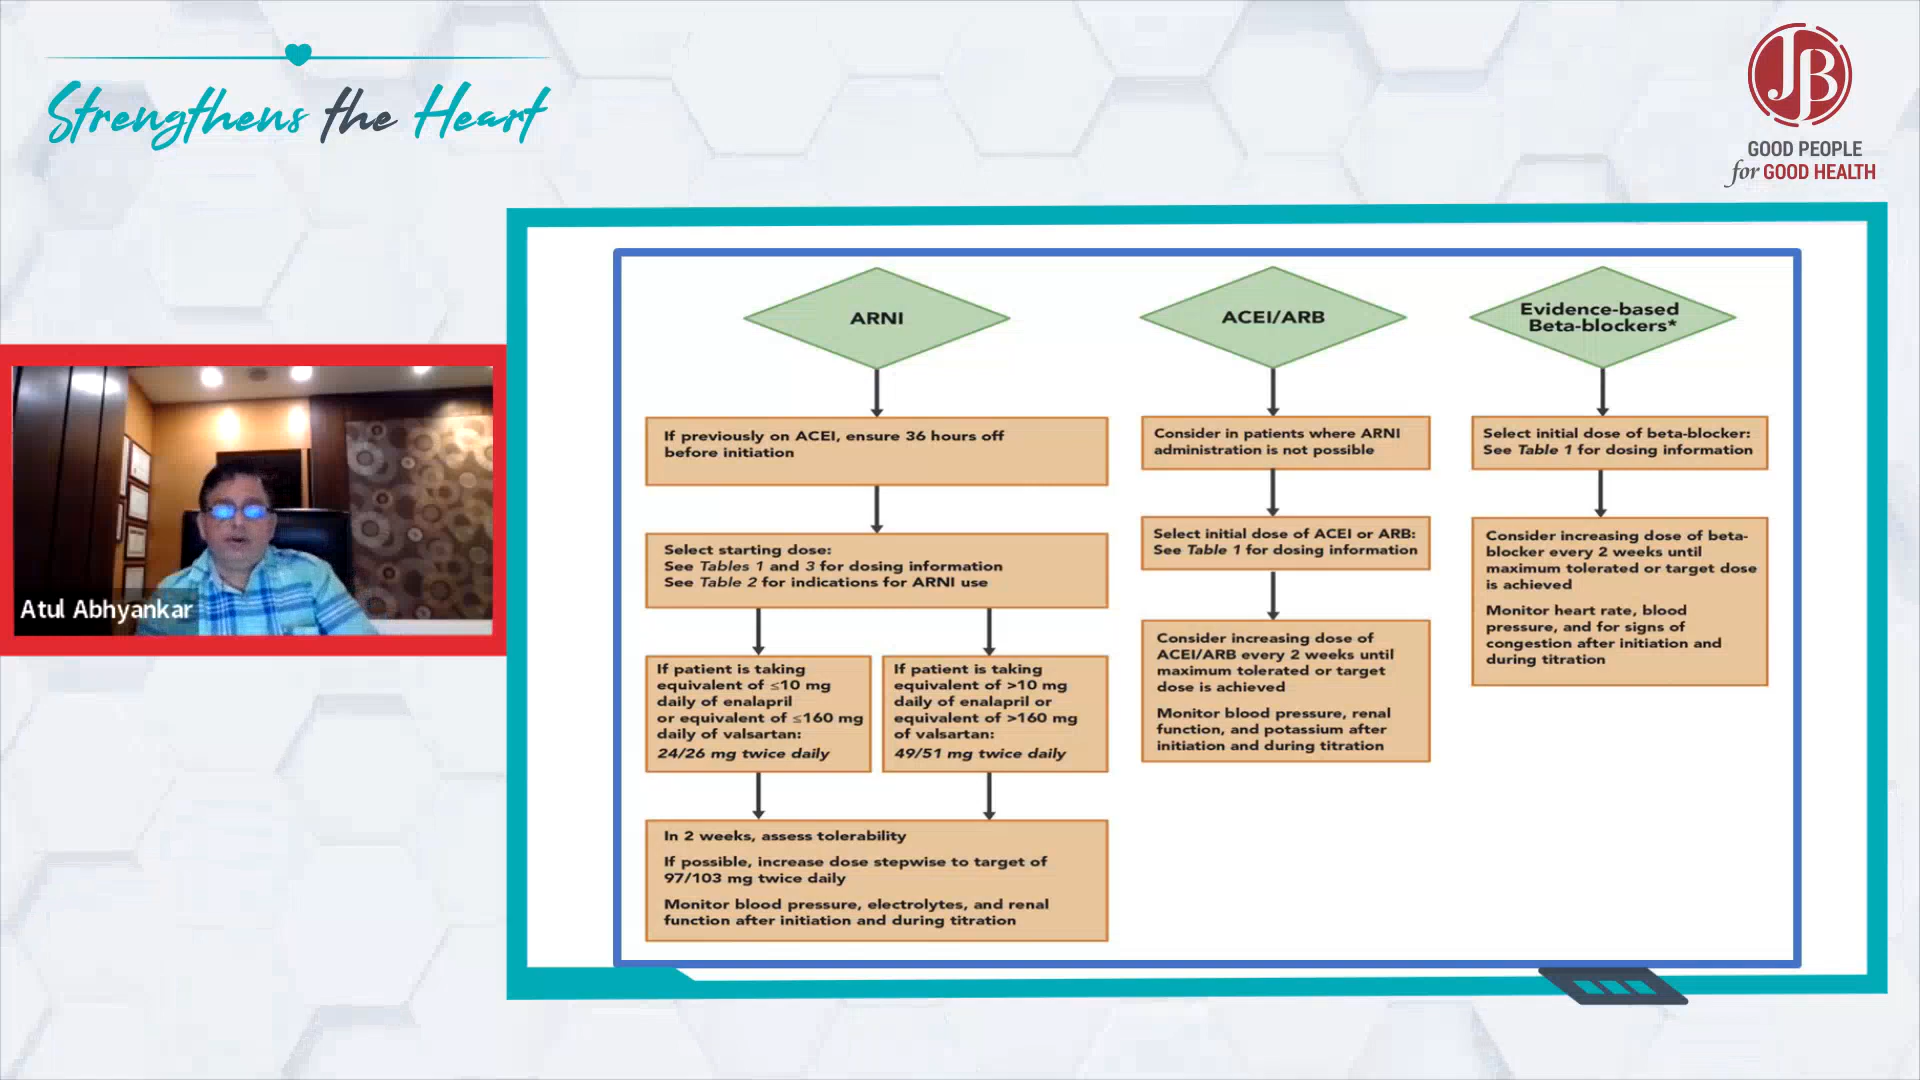 Strengthens the Heart
JB
GOOD PEOPLE
for GOOD HEALTH
Atul Abhyankar
ARNI
If previously on ACEI, ensure 36 hours off
before initiation
Select starting dose:
See Tables 1 and 3 for dosing information
See Table 2 for indications for ARNI use
If patient is taking
equivalent of ≤10 mg
daily of enalapril
or equivalent of ≤160 mg
daily of valsartan:
24/26 mg twice daily
If patient is taking
equivalent of >10 mg
daily of enalapril or
equivalent of >160 mg
of valsartan:
49/51 mg twice daily
In 2 weeks, assess tolerability
If possible, increase dose stepwise to target of
97/103 mg twice daily
Monitor blood pressure, electrolytes, and renal
function after initiation and during titration
ACEI/ARB
Consider in patients where ARNI
administration is not possible
Select initial dose of ACEI or ARB:
See Table 1 for dosing information
Consider increasing dose of
ACEI/ARB every 2 weeks until
maximum tolerated or target
dose is achieved
Monitor blood pressure, renal
function, and potassium after
initiation and during titration
Evidence-based
Beta-blockers*
Select initial dose of beta-blocker:
See Table 1 for dosing information
Consider increasing dose of beta-
blocker every 2 weeks until
maximum tolerated or target dose
is achieved
Monitor heart rate, blood
pressure, and for signs of
congestion after initiation and
during titration